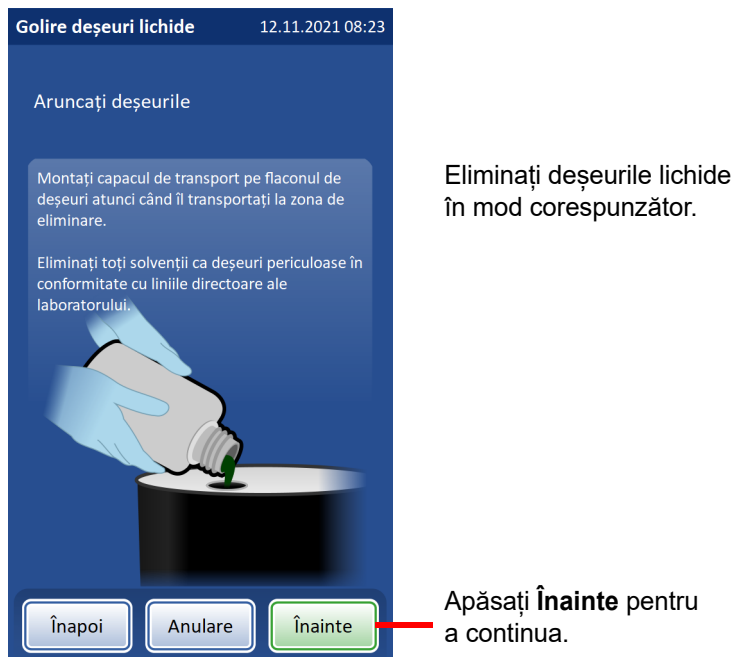 Golire deșeuri lichide 12.11.2021 08:23
Aruncați deșeurile
Montați capacul de transport pe flaconul de
deșeuri atunci când îl transportați la zona de
eliminare.
Eliminați toți solvenții ca deșeuri periculoase în
conformitate cu liniile directoare ale
laboratorului.
Eliminați deșeurile lichide
în mod corespunzător.
Înapoi Anulare Înainte
Apăsați Înainte pentru
a continua.